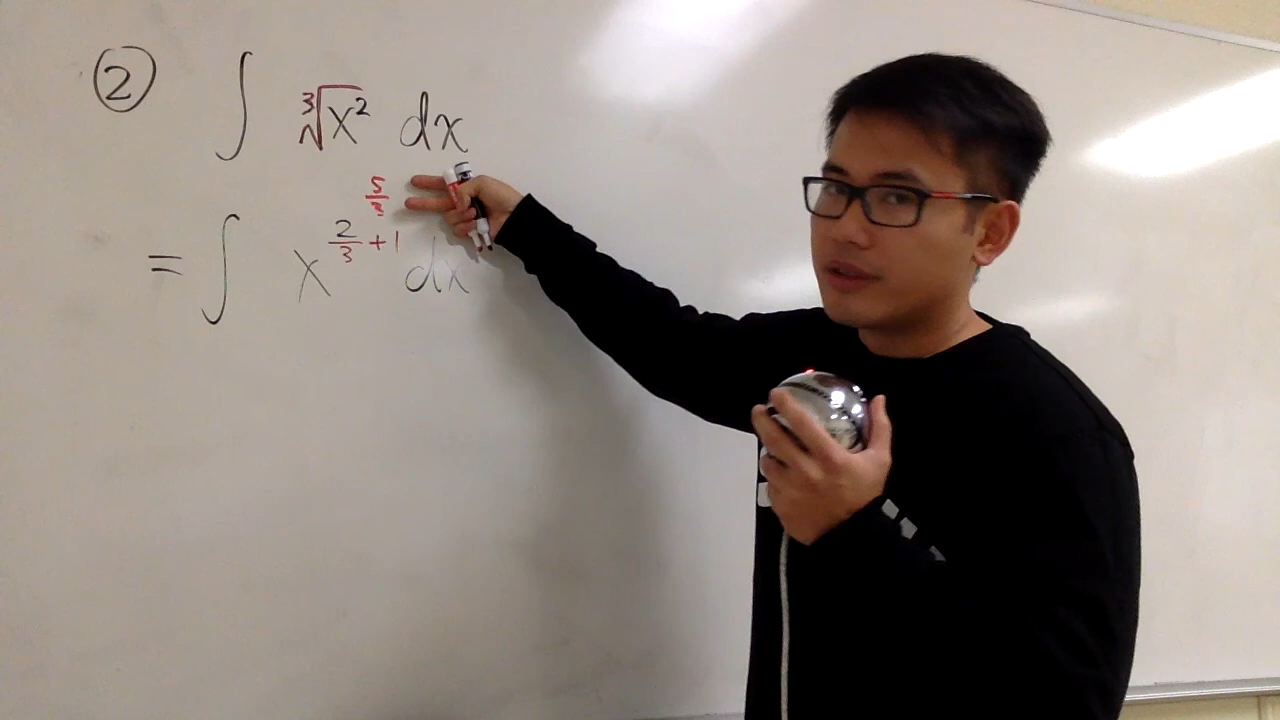 ② ∫ ∛x² dx
5/3
= ∫ x^(2/3 + 1) dx